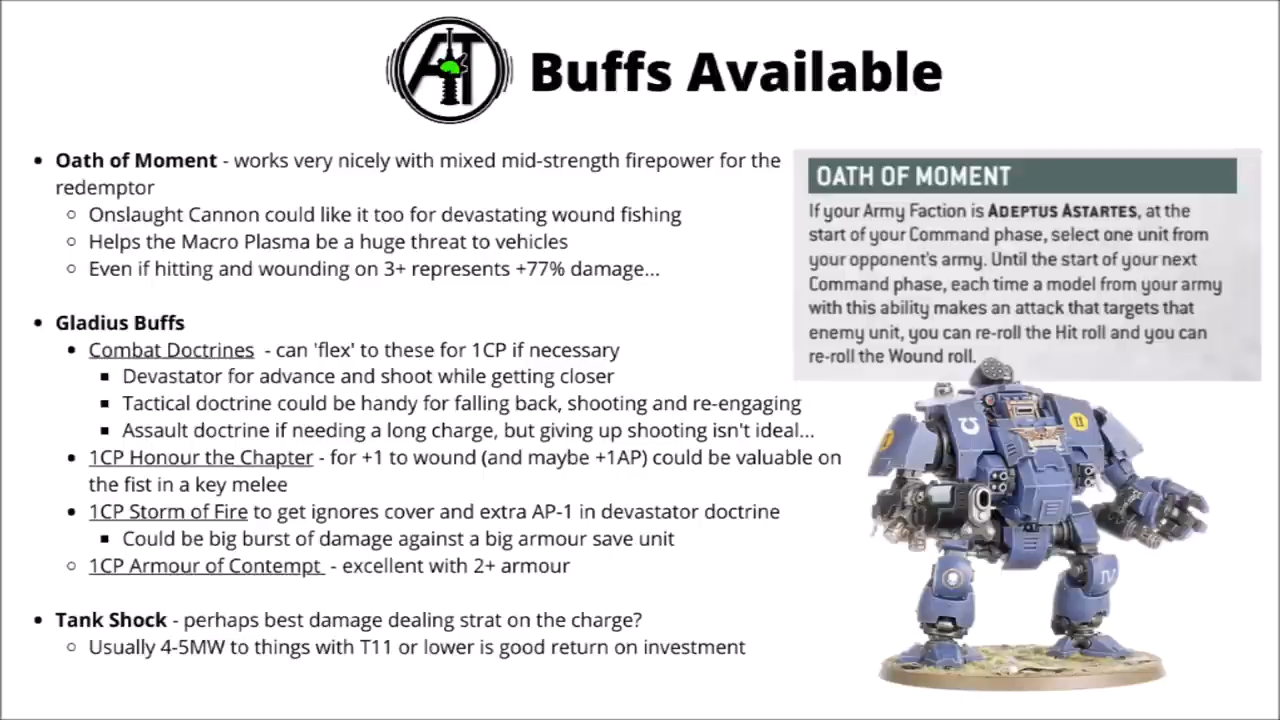 AT
Buffs Available
Oath of Moment - works very nicely with mixed mid-strength firepower for the
redemptor
Onslaught Cannon could like it too for devastating wound fishing
Helps the Macro Plasma be a huge threat to vehicles
Even if hitting and wounding on 3+ represents +77% damage...
Gladius Buffs
Combat Doctrines - can 'flex' to these for 1CP if necessary
Devastator for advance and shoot while getting closer
Tactical doctrine could be handy for falling back, shooting and re-engaging
Assault doctrine if needing a long charge, but giving up shooting isn't ideal...
1CP Honour the Chapter - for +1 to wound (and maybe +1AP) could be valuable on
the fist in a key melee
1CP Storm of Fire to get ignroes cover and extra AP-1 in devastator doctrine
Could be big burst of damage against a big armour save unit
1CP Armour of Contempt - excellent with 2+ armour
Tank Shock - perhaps best damage dealing strat on the charge?
Usually 4-5MW to things with T11 or lower is good return on investment
OATH OF MOMENT
If your Army Faction is ADEPTUS ASTARTES, at the
start of your Command phase, select one unit from
your opponent's army. Until the start of your next
Command phase, each time a model from your army
with this ability makes an attack that targets that
enemy unit, you can re-roll the Hit roll and you can
re-roll the Wound roll.
II
IV